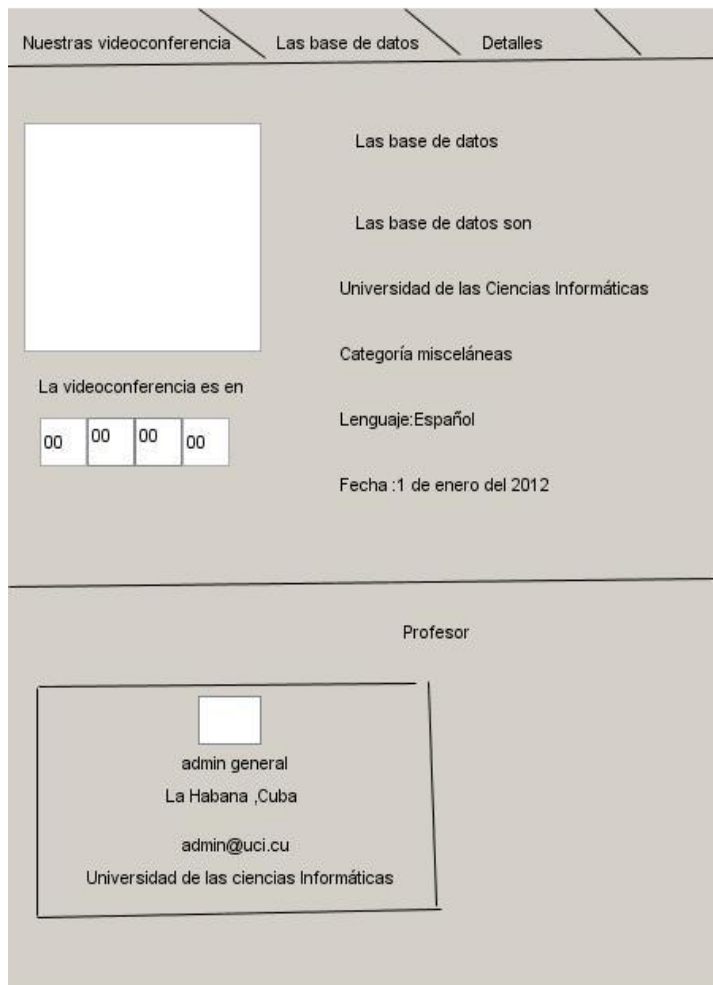 Nuestras videoconferencia Las base de datos Detalles
Las base de datos
Las base de datos son
Universidad de las Ciencias Informáticas
Categoría misceláneas
La videoconferencia es en
Lenguaje:Español
00 00 00 00
Fecha :1 de enero del 2012
Profesor
admin general
La Habana ,Cuba
admin@uci.cu
Universidad de las ciencias Informáticas